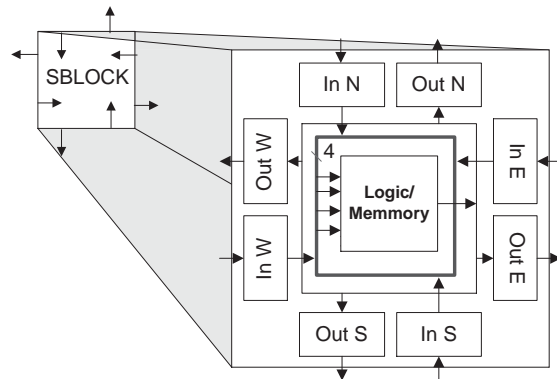 SBLOCK
In N
Out N
Out W
4
In E
Logic/
Memmory
In W
Out E
Out S
In S